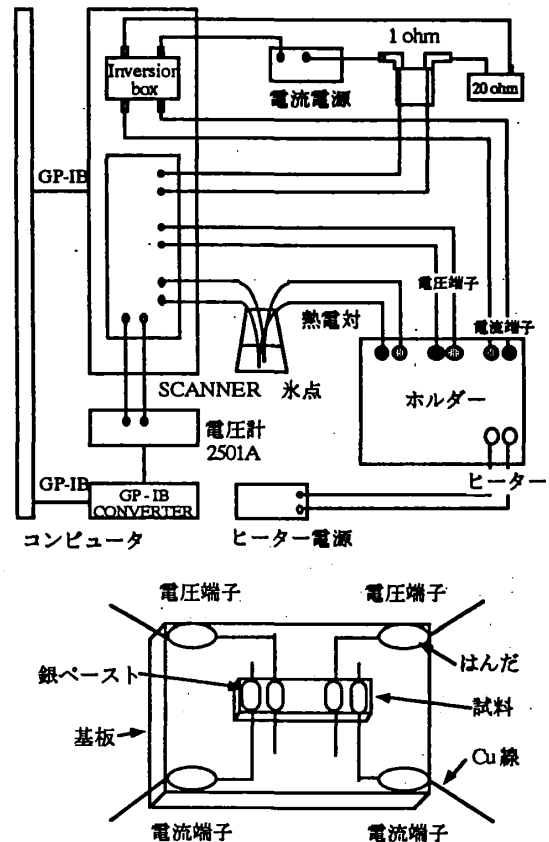 1 ohm
Inversion
box
電流電源
20 ohm
GP-IB
電圧端子
熱電対
電流端子
SCANNER
氷点
ホルダー
電圧計
2501A
GP-IB
GP-IB
CONVERTER
ヒーター
コンピュータ
ヒーター電源
電圧端子
電圧端子
銀ペースト
はんだ
試料
基板
Cu線
電流端子
電流端子